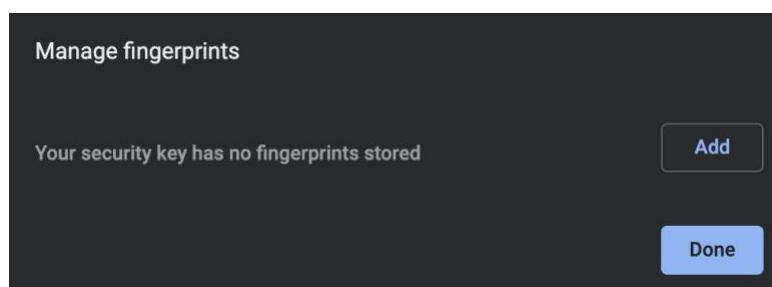 Manage fingerprints
Your security key has no fingerprints stored
Add
Done